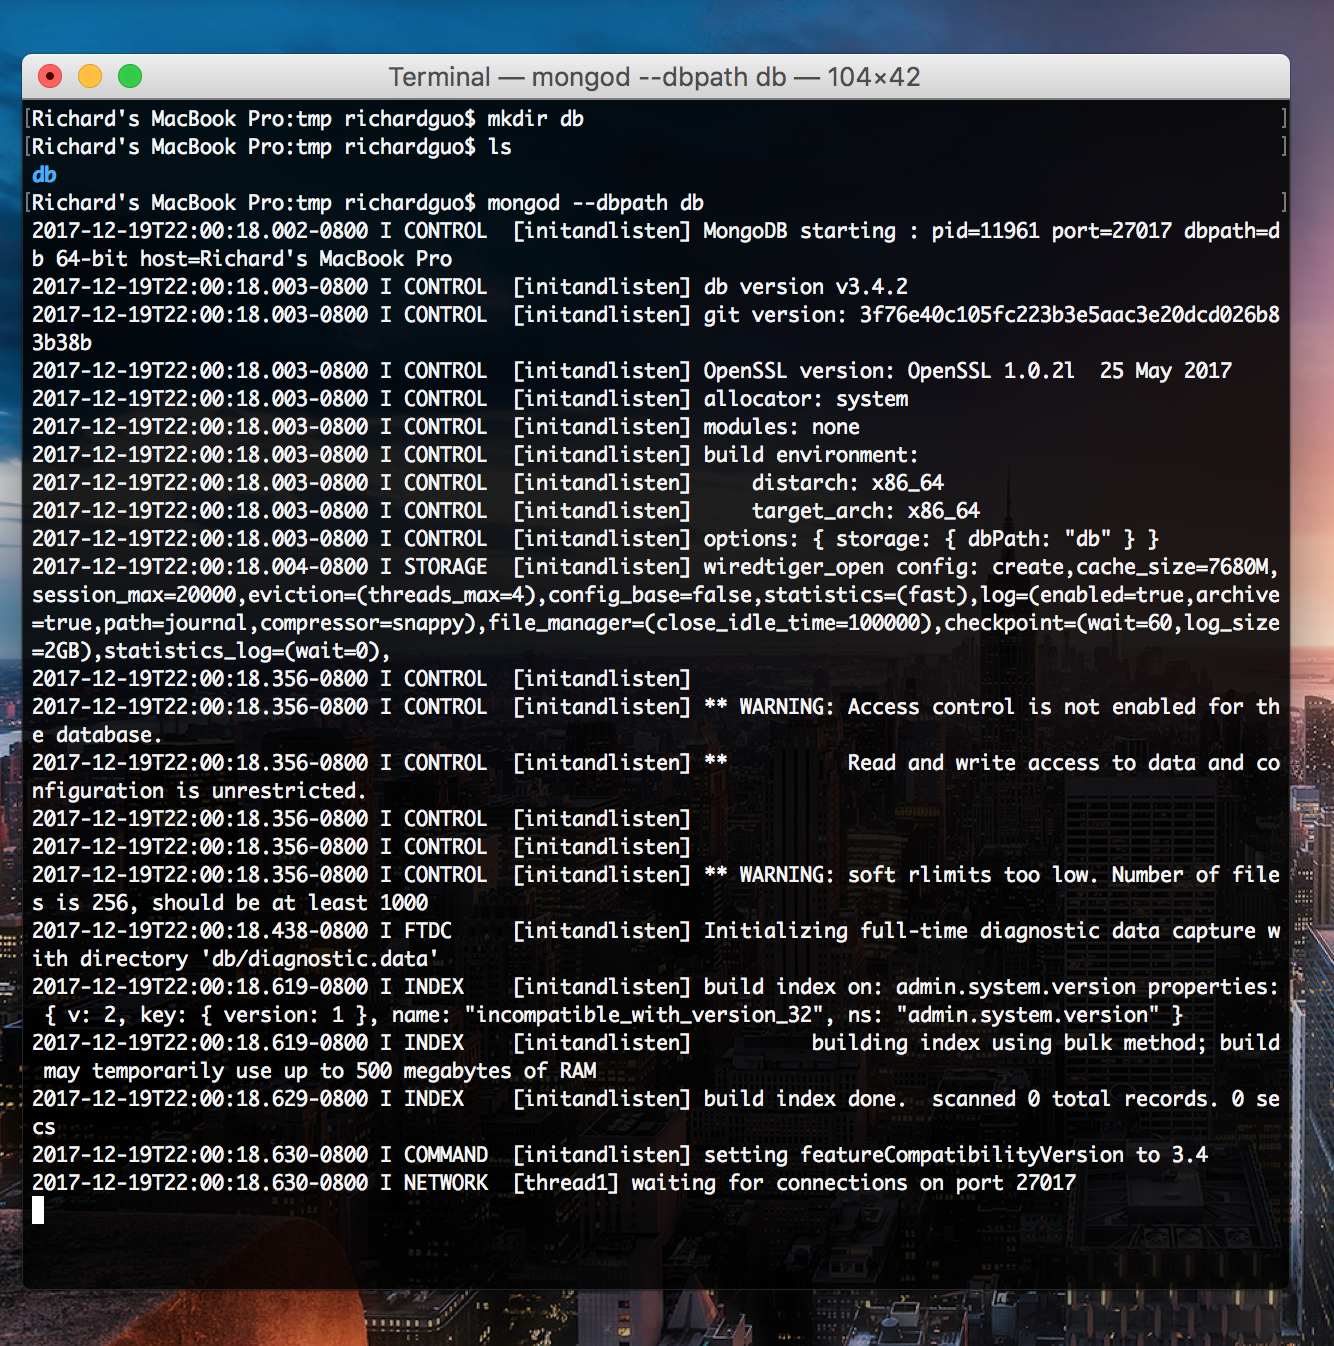 Terminal — mongod --dbpath db — 104×42
[Richard's MacBook Pro:tmp richardguo$ mkdir db ]
[Richard's MacBook Pro:tmp richardguo$ ls ]
db
[Richard's MacBook Pro:tmp richardguo$ mongod --dbpath db ]
2017-12-19T22:00:18.002-0800 I CONTROL  [initandlisten] MongoDB starting : pid=11961 port=27017 dbpath=d
b 64-bit host=Richard's MacBook Pro
2017-12-19T22:00:18.003-0800 I CONTROL  [initandlisten] db version v3.4.2
2017-12-19T22:00:18.003-0800 I CONTROL  [initandlisten] git version: 3f76e40c105fc223b3e5aac3e20dcd026b8
3b38b
2017-12-19T22:00:18.003-0800 I CONTROL  [initandlisten] OpenSSL version: OpenSSL 1.0.2l  25 May 2017
2017-12-19T22:00:18.003-0800 I CONTROL  [initandlisten] allocator: system
2017-12-19T22:00:18.003-0800 I CONTROL  [initandlisten] modules: none
2017-12-19T22:00:18.003-0800 I CONTROL  [initandlisten] build environment:
2017-12-19T22:00:18.003-0800 I CONTROL  [initandlisten]     distarch: x86_64
2017-12-19T22:00:18.003-0800 I CONTROL  [initandlisten]     target_arch: x86_64
2017-12-19T22:00:18.003-0800 I CONTROL  [initandlisten] options: { storage: { dbPath: "db" } }
2017-12-19T22:00:18.004-0800 I STORAGE  [initandlisten] wiredtiger_open config: create,cache_size=7680M,
session_max=20000,eviction=(threads_max=4),config_base=false,statistics=(fast),log=(enabled=true,archive
=true,path=journal,compressor=snappy),file_manager=(close_idle_time=100000),checkpoint=(wait=60,log_size
=2GB),statistics_log=(wait=0),
2017-12-19T22:00:18.356-0800 I CONTROL  [initandlisten]
2017-12-19T22:00:18.356-0800 I CONTROL  [initandlisten] ** WARNING: Access control is not enabled for th
e database.
2017-12-19T22:00:18.356-0800 I CONTROL  [initandlisten] **          Read and write access to data and co
nfiguration is unrestricted.
2017-12-19T22:00:18.356-0800 I CONTROL  [initandlisten]
2017-12-19T22:00:18.356-0800 I CONTROL  [initandlisten]
2017-12-19T22:00:18.356-0800 I CONTROL  [initandlisten] ** WARNING: soft rlimits too low. Number of file
s is 256, should be at least 1000
2017-12-19T22:00:18.438-0800 I FTDC     [initandlisten] Initializing full-time diagnostic data capture w
ith directory 'db/diagnostic.data'
2017-12-19T22:00:18.619-0800 I INDEX    [initandlisten] build index on: admin.system.version properties:
 { v: 2, key: { version: 1 }, name: "incompatible_with_version_32", ns: "admin.system.version" }
2017-12-19T22:00:18.619-0800 I INDEX    [initandlisten]          building index using bulk method; build
 may temporarily use up to 500 megabytes of RAM
2017-12-19T22:00:18.629-0800 I INDEX    [initandlisten] build index done.  scanned 0 total records. 0 se
cs
2017-12-19T22:00:18.630-0800 I COMMAND  [initandlisten] setting featureCompatibilityVersion to 3.4
2017-12-19T22:00:18.630-0800 I NETWORK  [thread1] waiting for connections on port 27017